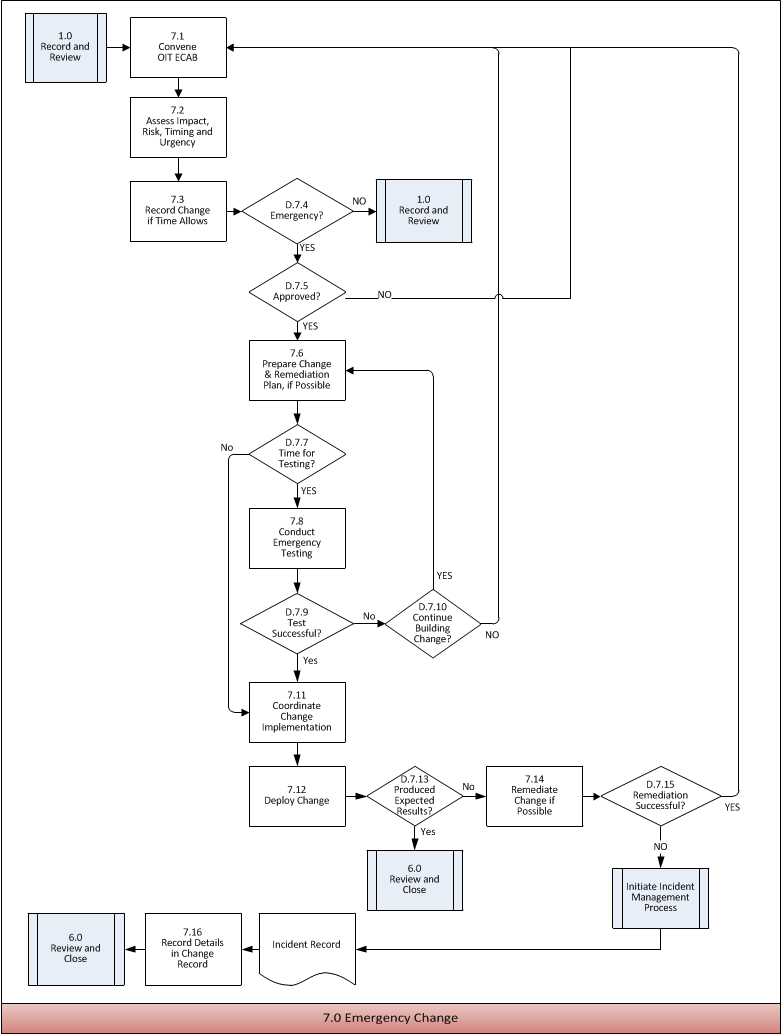 1.0
Record and
Review
7.1
Convene
OIT ECAB
7.2
Assess Impact,
Risk, Timing and
Urgency
7.3
Record Change
if Time Allows
D.7.4
Emergency?
NO
1.0
Record and
Review
YES
D.7.5
Approved?
NO
YES
7.6
Prepare Change
& Remediation
Plan, if Possible
D.7.7
Time for
Testing?
No
YES
7.8
Conduct
Emergency
Testing
YES
D.7.9
Test
Successful?
No
D.7.10
Continue
Building
Change?
NO
Yes
7.11
Coordinate
Change
Implementation
7.12
Deploy Change
D.7.13
Produced
Expected
Results?
No
7.14
Remediate
Change if
Possible
D.7.15
Remediation
Successful?
YES
Yes
NO
6.0
Review and
Close
Initiate Incident
Management
Process
6.0
Review and
Close
7.16
Record Details
in Change
Record
Incident Record
7.0 Emergency Change